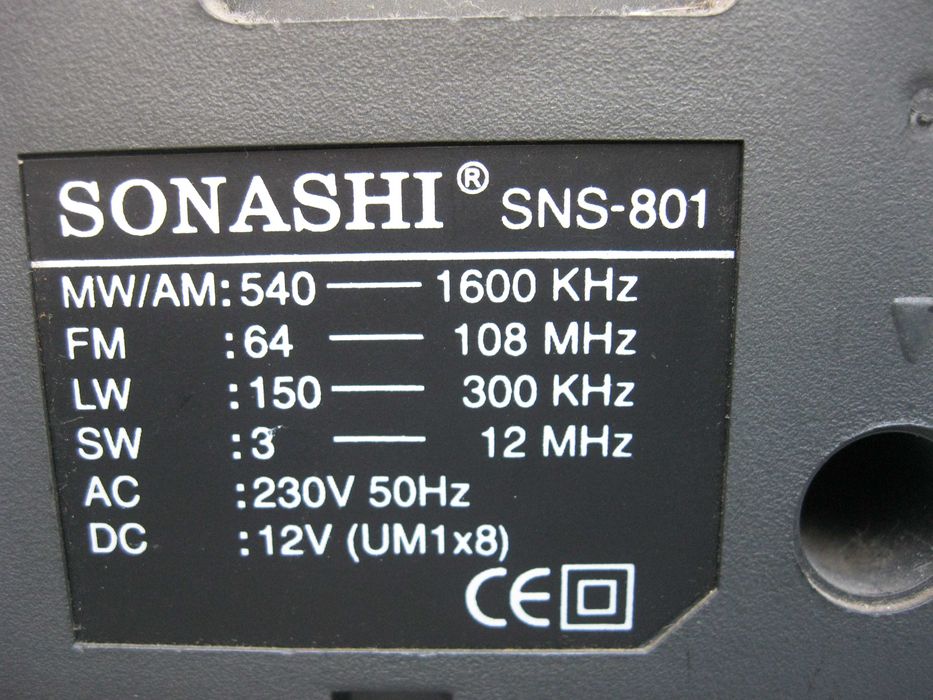 SONASHI® SNS-801
MW/AM: 540 — 1600 KHz
FM : 64 — 108 MHz
LW : 150 — 300 KHz
SW : 3 — 12 MHz
AC : 230V 50Hz
DC : 12V (UM1x8)
CE